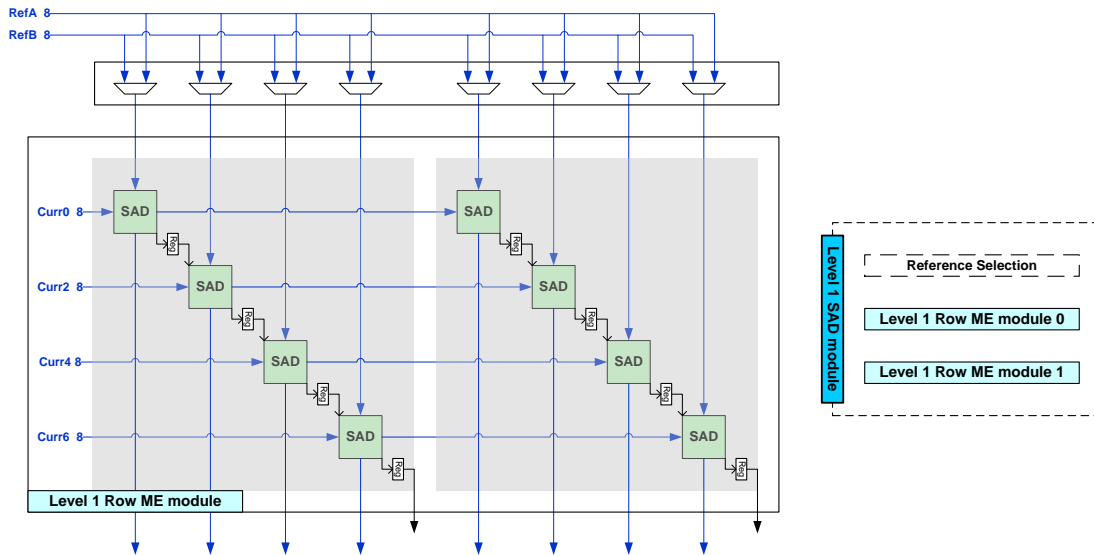 RefA 8
RefB 8
Curr0 8
SAD
SAD
Reg
Reg
Curr2 8
SAD
SAD
Reg
Reg
Curr4 8
SAD
SAD
Reg
Reg
Curr6 8
SAD
SAD
Reg
Reg
Level 1 Row ME module
Level 1 SAD module
Reference Selection
Level 1 Row ME module 0
Level 1 Row ME module 1